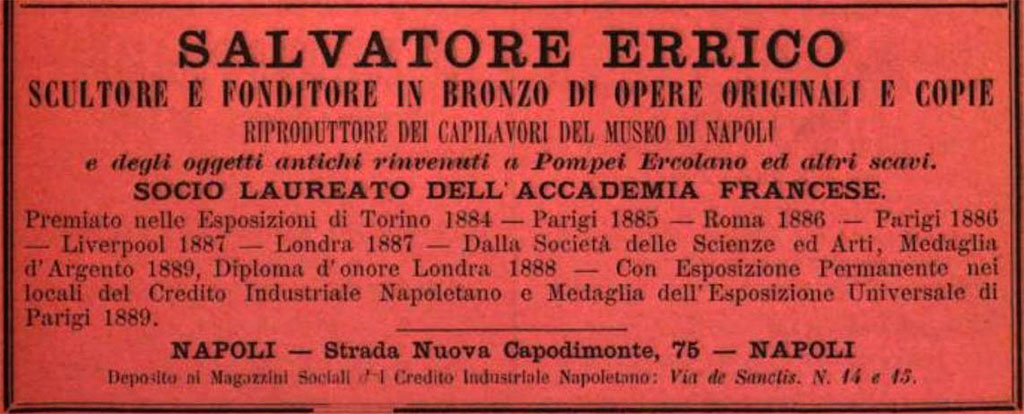 SALVATORE ERRICO
SCULTORE E FONDITORE IN BRONZO DI OPERE ORIGINALI E COPIE
RIPRODUTTORE DEI CAPILAVORI DEL MUSEO DI NAPOLI
e degli oggetti antichi rinvenuti a Pompei Ercolano ed altri scavi.
SOCIO LAUREATO DELL'ACCADEMIA FRANCESE.
Premiato nelle Esposizioni di Torino 1884 — Parigi 1885 — Roma 1886 — Parigi 1886
— Liverpool 1887 — Londra 1887 — Dalla Società delle Scienze ed Arti, Medaglia
d'Argento 1889, Diploma d'onore Londra 1888 — Con Esposizione Permanente nei
locali del Credito Industriale Napoletano e Medaglia dell'Esposizione Universale di
Parigi 1889.
NAPOLI — Strada Nuova Capodimonte, 75 — NAPOLI
Deposito ai Magazzini Sociali del Credito Industriale Napoletano: Via de Sanctis. N. 14 e 15.